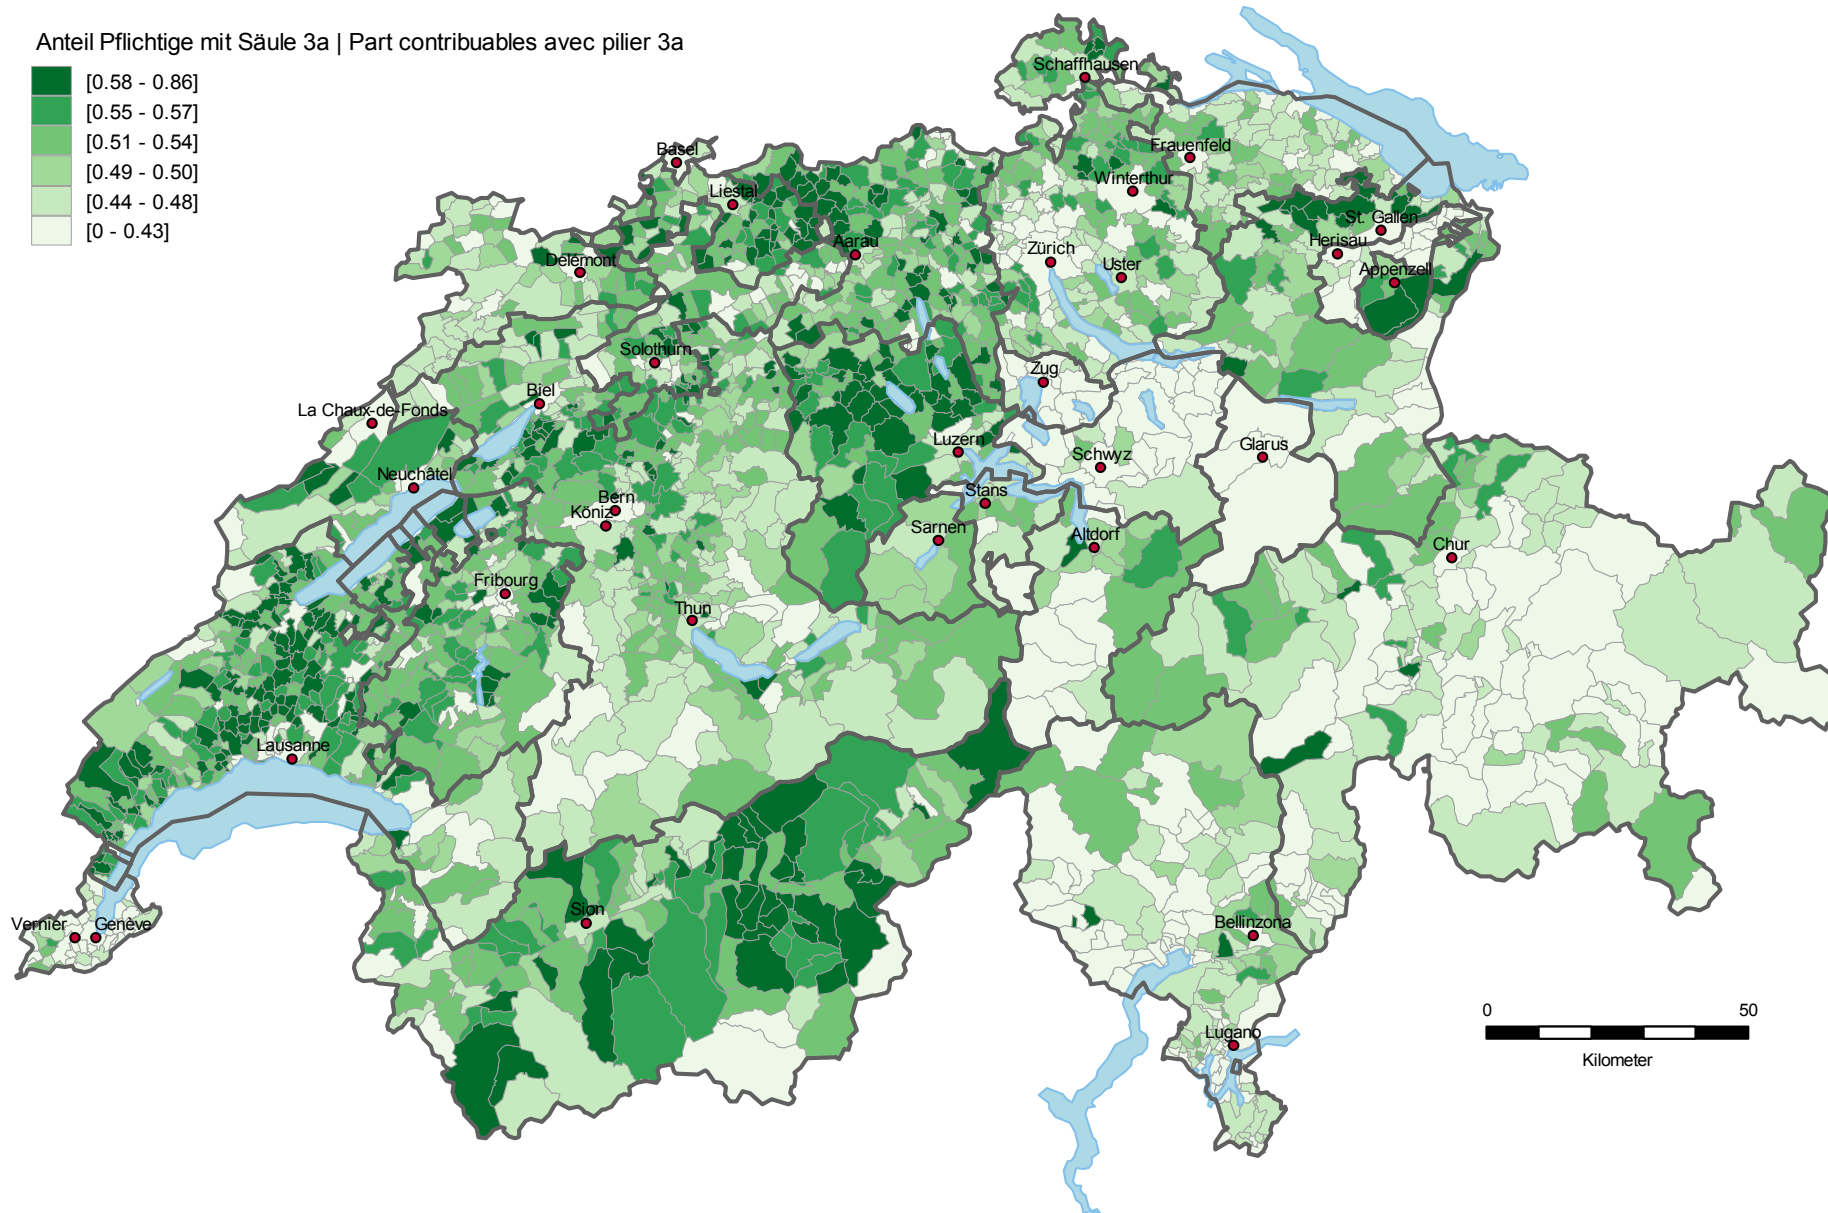 Anteil Pflichtige mit Säule 3a | Part contribuables avec pilier 3a
[0.58 - 0.86]
[0.55 - 0.57]
[0.51 - 0.54]
[0.49 - 0.50]
[0.44 - 0.48]
[0 - 0.43]
Schaffhausen
Basel
Frauenfeld
Winterthur
Liestal
St. Gallen
Aarau
Herisau
Zürich
Delémont
Uster
Appenzell
Solothurn
Zug
Biel
La Chaux-de-Fonds
Luzern
Glarus
Schwyz
Neuchâtel
Stans
Bern
Köniz
Sarnen
Altdorf
Chur
Fribourg
Thun
Lausanne
Sion
Vernier
Genève
Bellinzona
0
50
Lugano
Kilometer